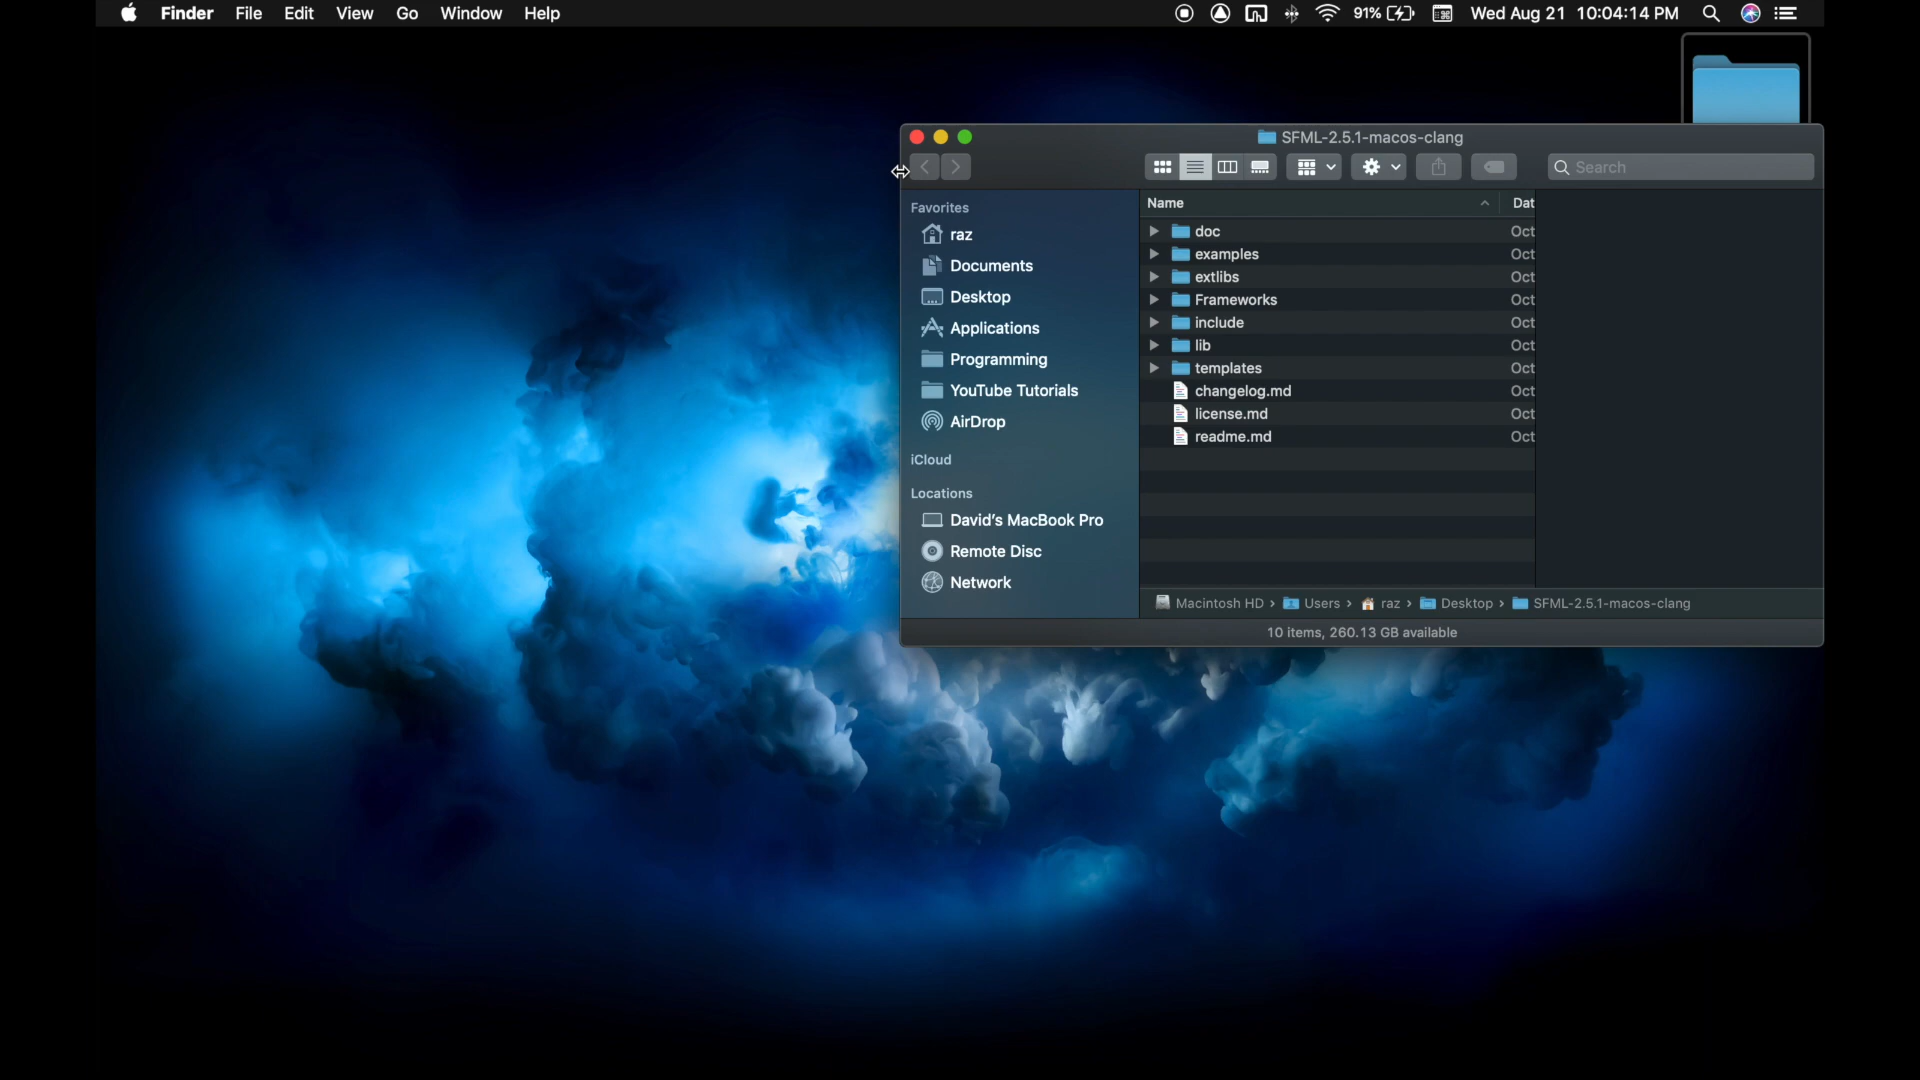 Finder File Edit View Go Window Help 91% Wed Aug 21 10:04:14 PM
SFML-2.5.1-macos-clang
Search
Favorites
raz
Documents
Desktop
Applications
Programming
YouTube Tutorials
AirDrop
iCloud
Locations
David's MacBook Pro
Remote Disc
Network
Name Dat
doc Oct
examples Oct
extlibs Oct
Frameworks Oct
include Oct
lib Oct
templates Oct
changelog.md Oct
license.md Oct
readme.md Oct
Macintosh HD › Users › raz › Desktop › SFML-2.5.1-macos-clang
10 items, 260.13 GB available